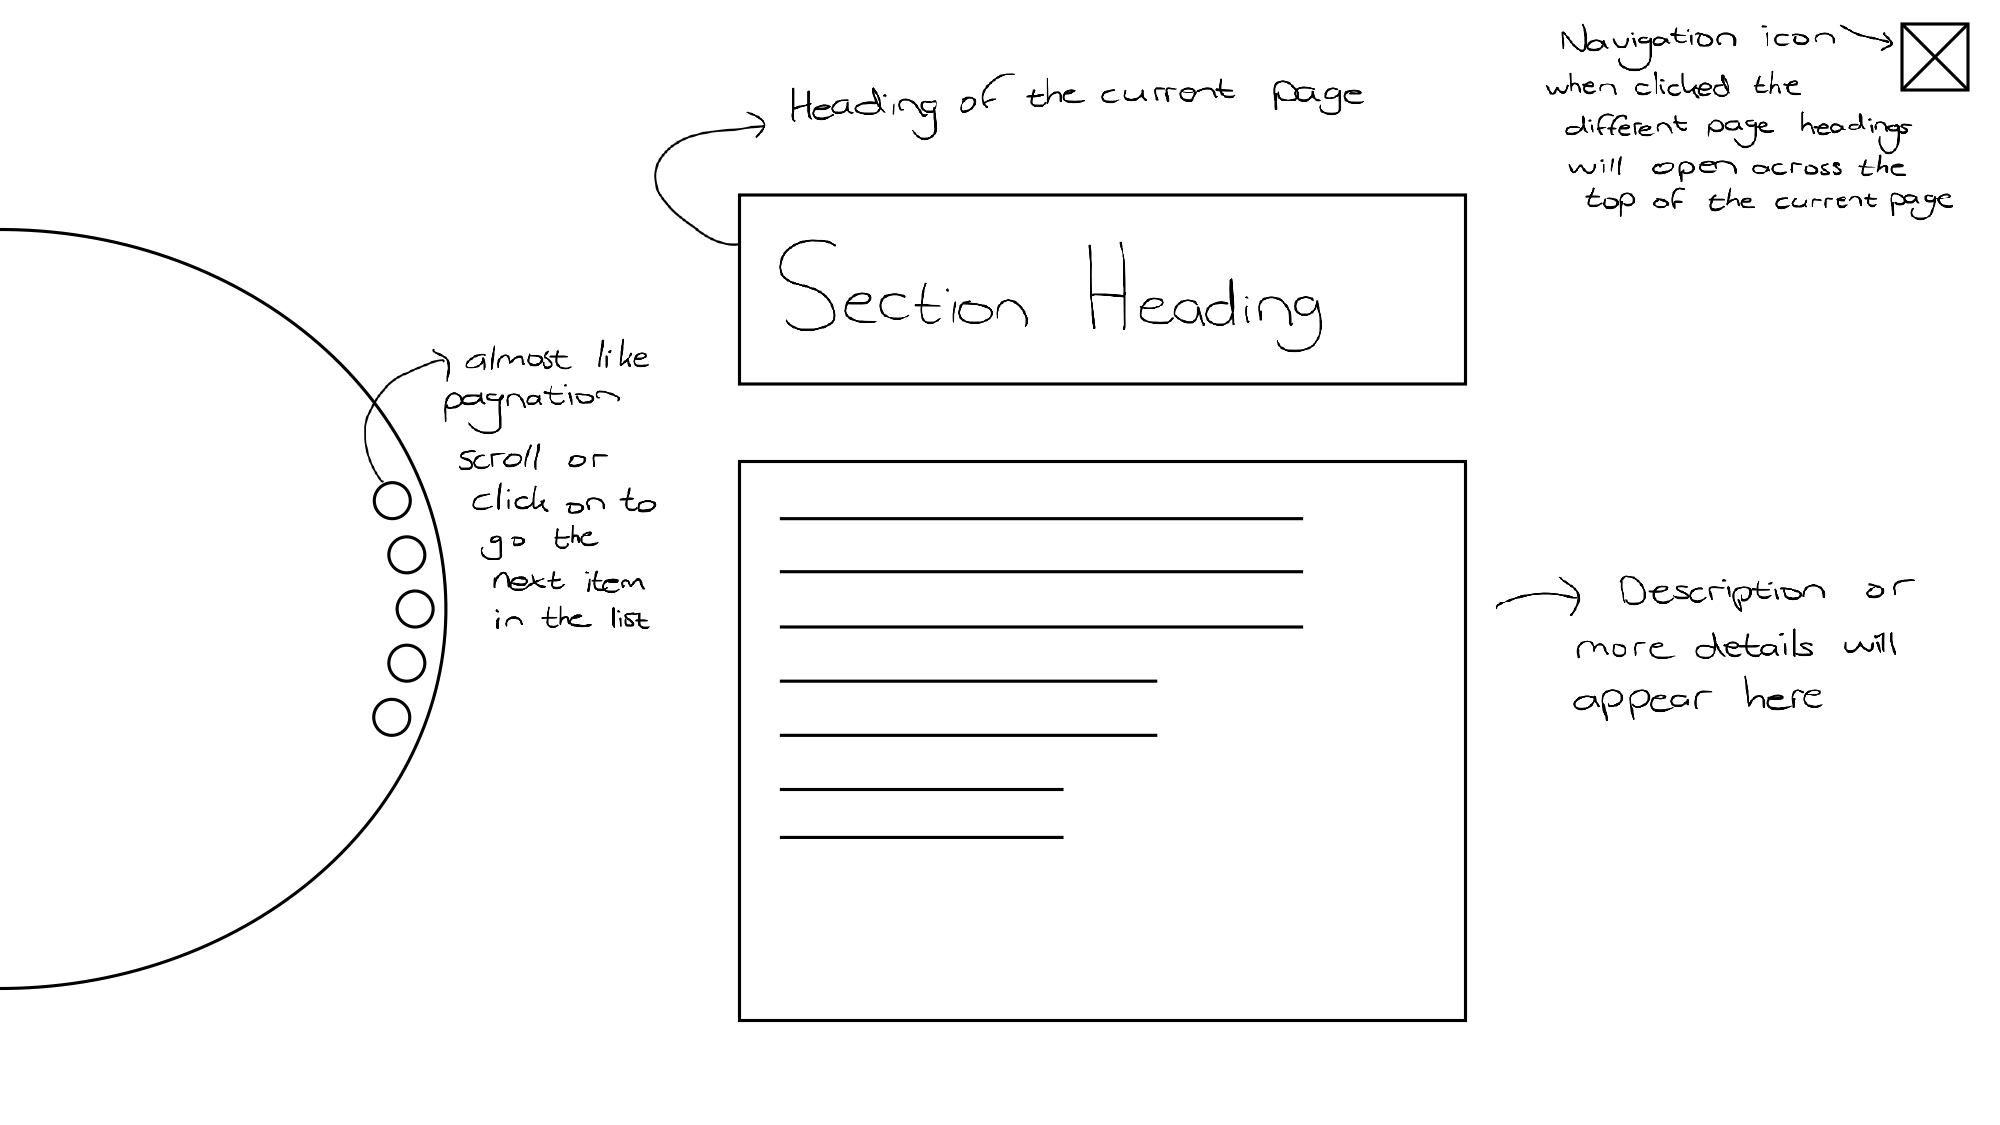 Navigation icon
when clicked the
different page headings
will open across the
top of the current page
Heading of the current page
Section Heading
almost like
pagnation
scroll or
click on to
go the
next item
in the list
Description or
more details will
appear here